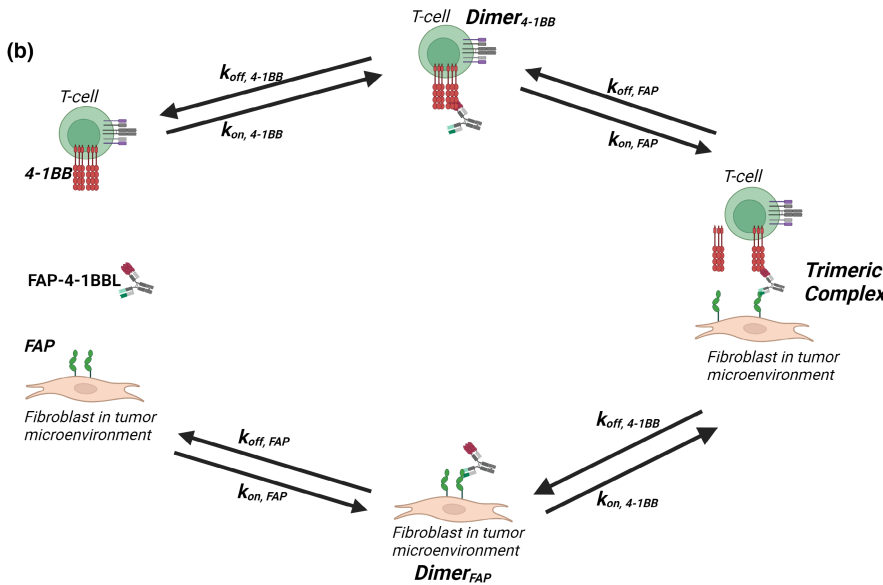 (b)
T-cell
Dimer4-1BB
koff, 4-1BB
kon, 4-1BB
koff, FAP
kon, FAP
T-cell
4-1BB
T-cell
FAP-4-1BBL
Trimeric
Complex
FAP
Fibroblast in tumor
microenvironment
Fibroblast in tumor
microenvironment
koff, FAP
kon, FAP
koff, 4-1BB
kon, 4-1BB
Fibroblast in tumor
microenvironment
DimerFAP